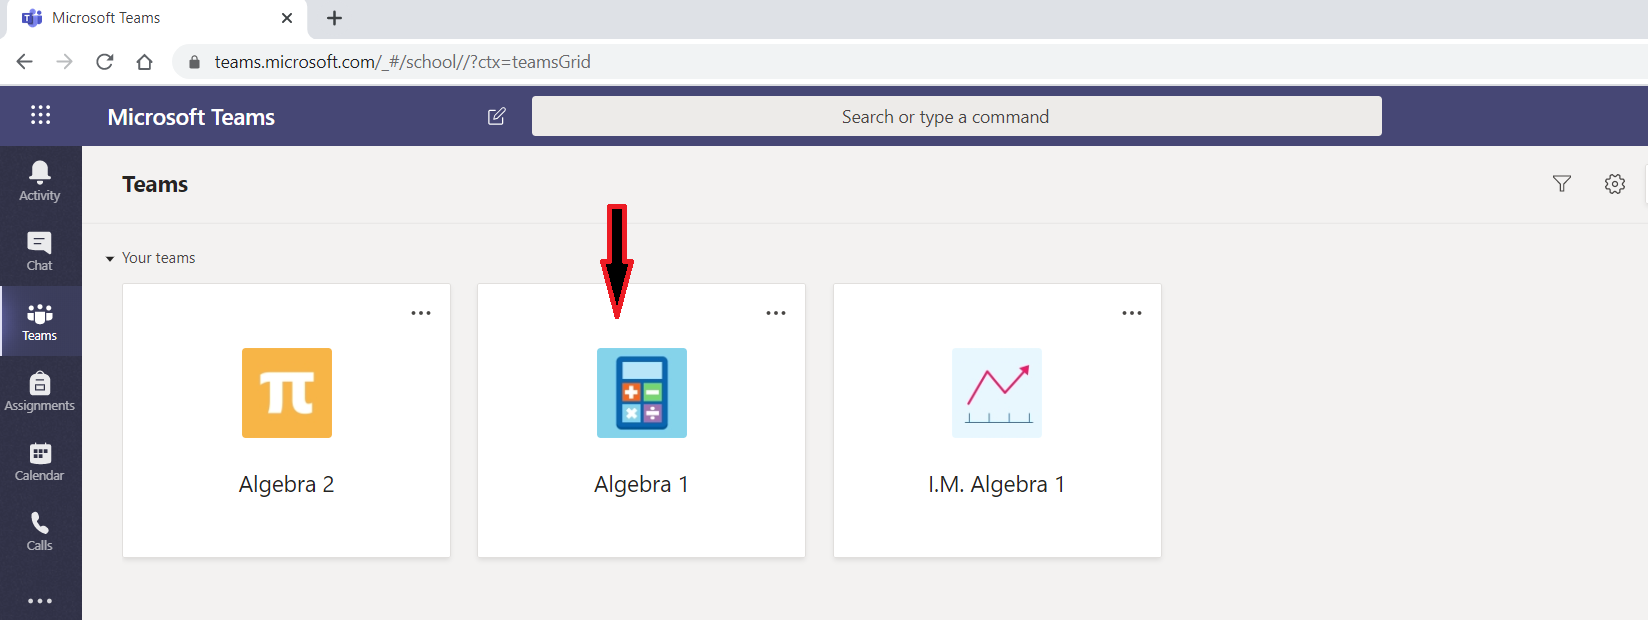 Microsoft Teams
teams.microsoft.com/_#/school//?ctx=teamsGrid
Microsoft Teams
Search or type a command
Activity
Chat
Teams
Assignments
Calendar
Calls
Teams
Your teams
π
Algebra 2
Algebra 1
I.M. Algebra 1